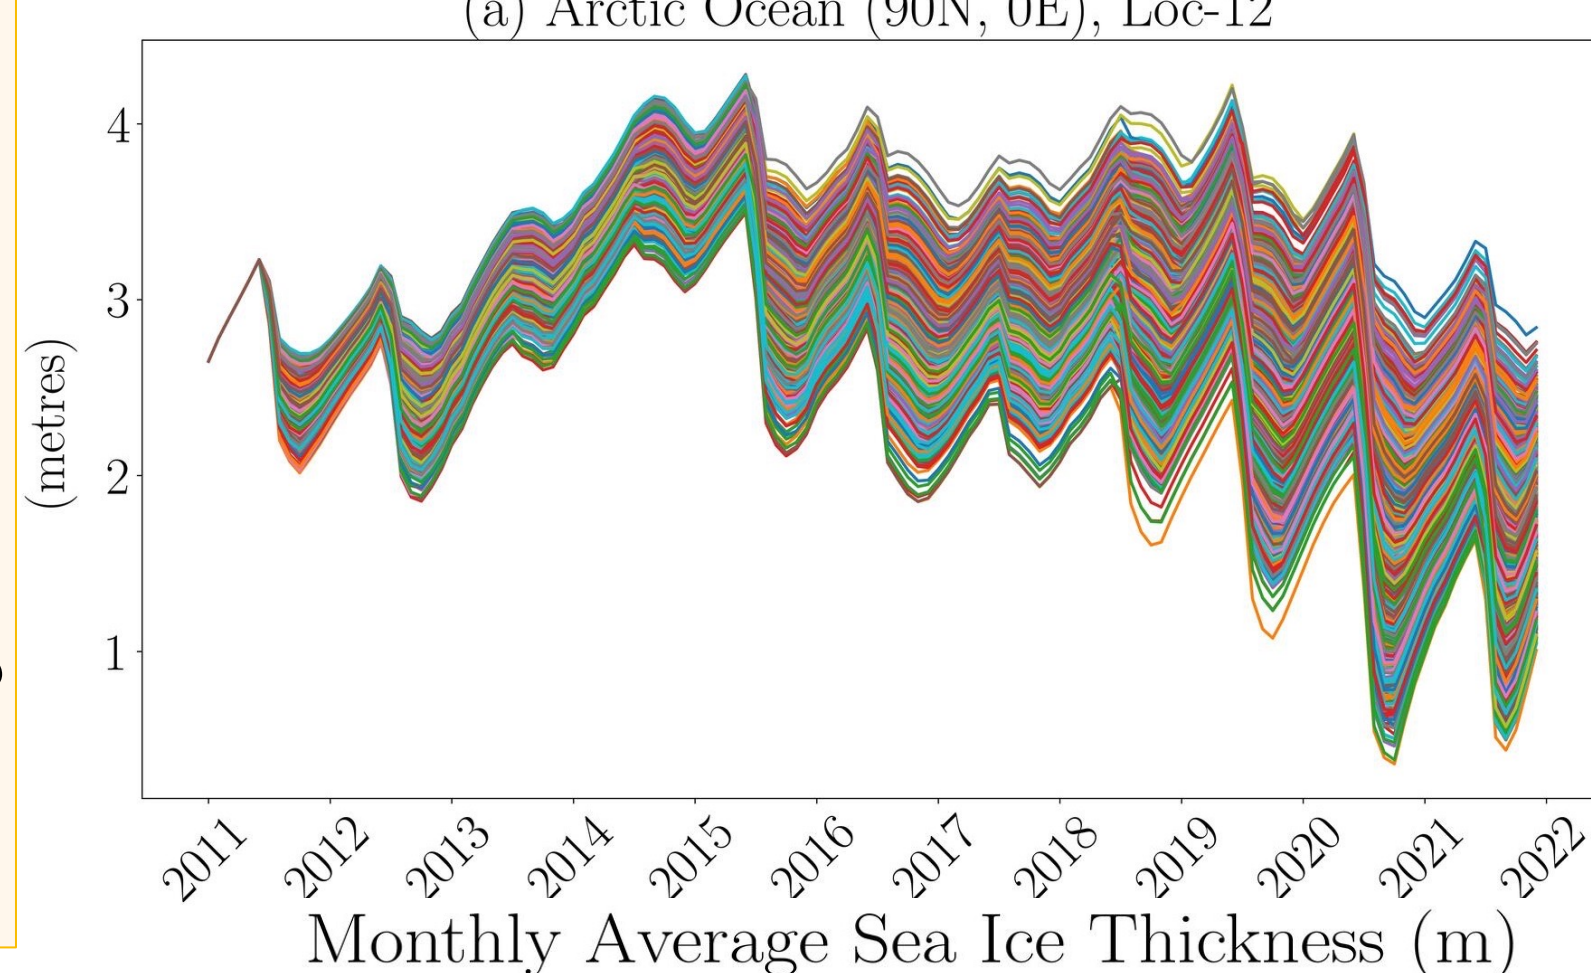 (a) Arctic Ocean (90N, 0E), Loc-12
(metres)
4
3
2
1
2011 2012 2013 2014 2015 2016 2017 2018 2019 2020 2021 2022
Monthly Average Sea Ice Thickness (m)
)